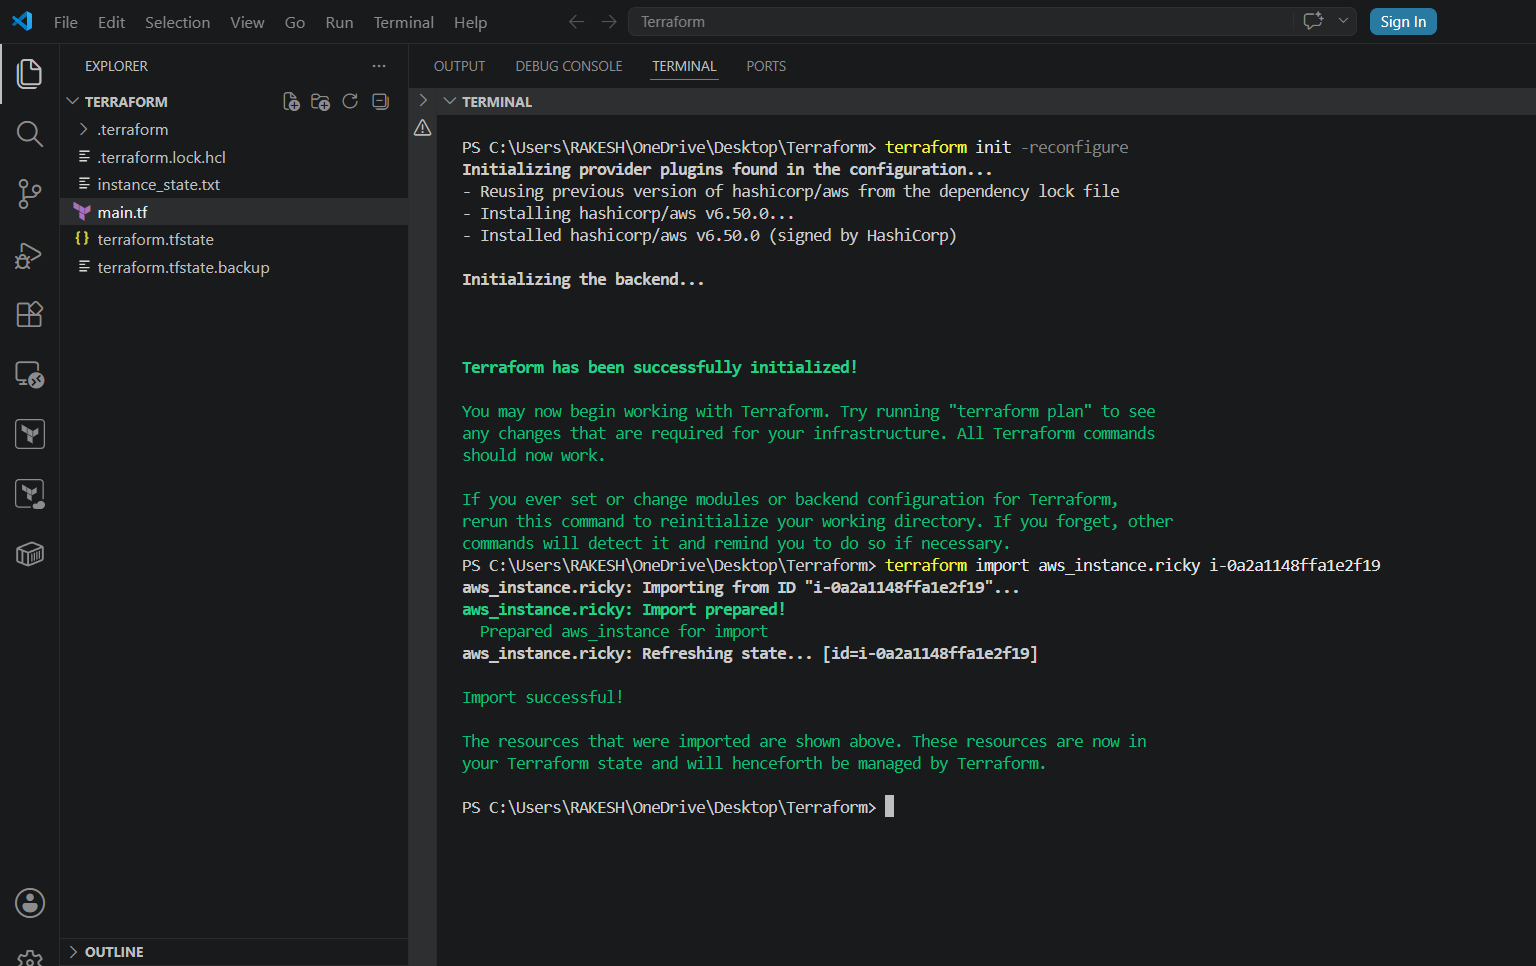 File Edit Selection View Go Run Terminal Help
Terraform
Sign In
EXPLORER
TERRAFORM
.terraform
.terraform.lock.hcl
instance_state.txt
main.tf
{} terraform.tfstate
terraform.tfstate.backup
OUTLINE
OUTPUT DEBUG CONSOLE TERMINAL PORTS
TERMINAL
PS C:\Users\RAKESH\OneDrive\Desktop\Terraform> terraform init -reconfigure
Initializing provider plugins found in the configuration...
- Reusing previous version of hashicorp/aws from the dependency lock file
- Installing hashicorp/aws v6.50.0...
- Installed hashicorp/aws v6.50.0 (signed by HashiCorp)
Initializing the backend...
Terraform has been successfully initialized!
You may now begin working with Terraform. Try running "terraform plan" to see
any changes that are required for your infrastructure. All Terraform commands
should now work.
If you ever set or change modules or backend configuration for Terraform,
rerun this command to reinitialize your working directory. If you forget, other
commands will detect it and remind you to do so if necessary.
PS C:\Users\RAKESH\OneDrive\Desktop\Terraform> terraform import aws_instance.ricky i-0a2a1148ffa1e2f19
aws_instance.ricky: Importing from ID "i-0a2a1148ffa1e2f19"...
aws_instance.ricky: Import prepared!
Prepared aws_instance for import
aws_instance.ricky: Refreshing state... [id=i-0a2a1148ffa1e2f19]
Import successful!
The resources that were imported are shown above. These resources are now in
your Terraform state and will henceforth be managed by Terraform.
PS C:\Users\RAKESH\OneDrive\Desktop\Terraform>